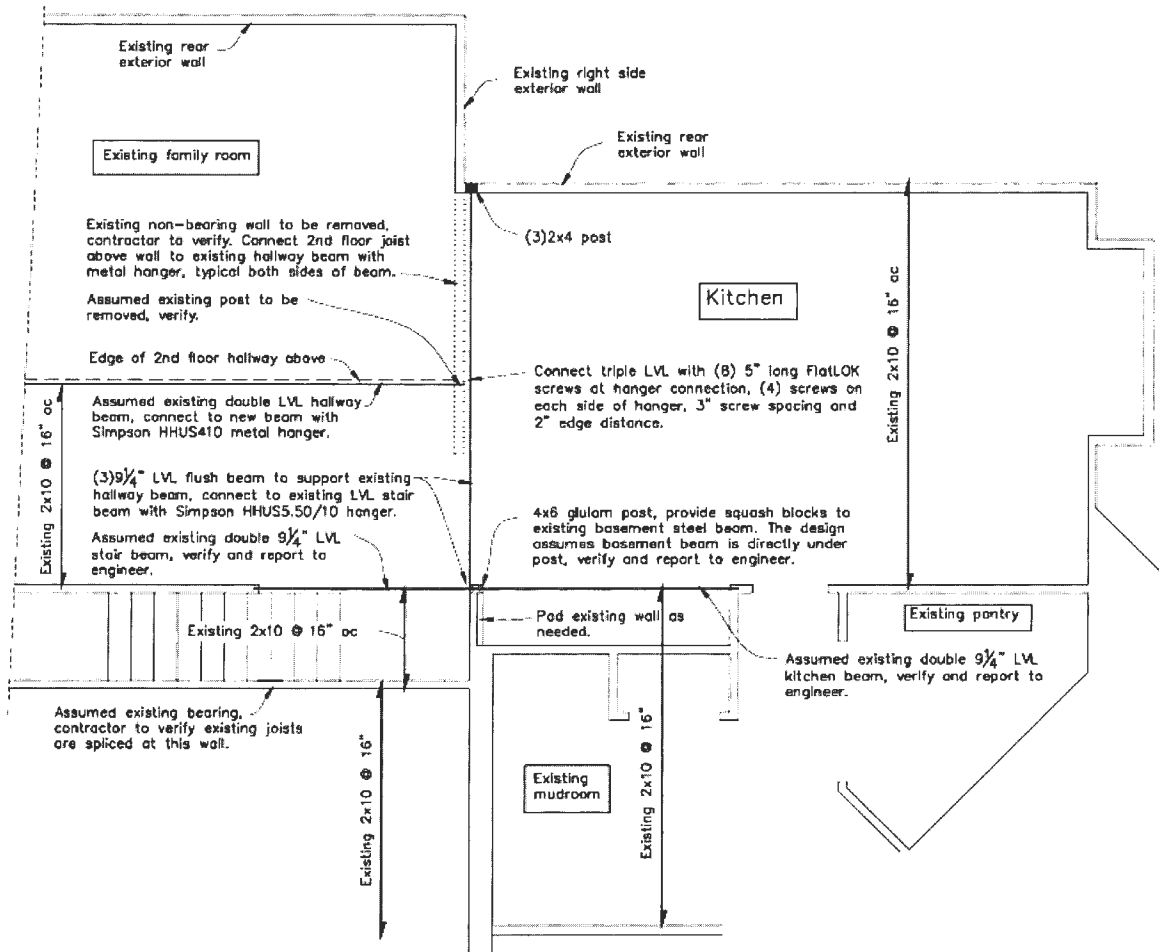 Existing rear
exterior wall
Existing right side
exterior wall
Existing rear
exterior wall
Existing family room
(3)2x4 post
Existing non-bearing wall to be removed,
contractor to verify. Connect 2nd floor joist
above wall to existing hallway beam with
metal hanger, typical both sides of beam.
Kitchen
Existing 2x10 @ 16" oc
Assumed existing post to be
removed, verify.
Edge of 2nd floor hallway above
Connect triple LVL with (8) 5" long FlatLOK
screws at hanger connection, (4) screws on
each side of hanger, 3" screw spacing and
2" edge distance.
Assumed existing double LVL hallway
beam, connect to new beam with
Simpson HHUS410 metal hanger.
Existing 2x10 @ 16" oc
(3)9¼" LVL flush beam to support existing
hallway beam, connect to existing LVL stair
beam with Simpson HHUS5.50/10 hanger.
4x6 glulam post, provide squash blocks to
existing basement steel beam. The design
assumes basement beam is directly under
post, verify and report to engineer.
Assumed existing double 9¼" LVL
stair beam, verify and report to
engineer.
Existing 2x10 @ 16" oc
Pad existing wall as
needed.
Existing pantry
Assumed existing double 9¼" LVL
kitchen beam, verify and report to
engineer.
Assumed existing bearing,
contractor to verify existing joists
are spliced at this wall.
Existing 2x10 @ 16"
Existing
mudroom
Existing 2x10 @ 16"